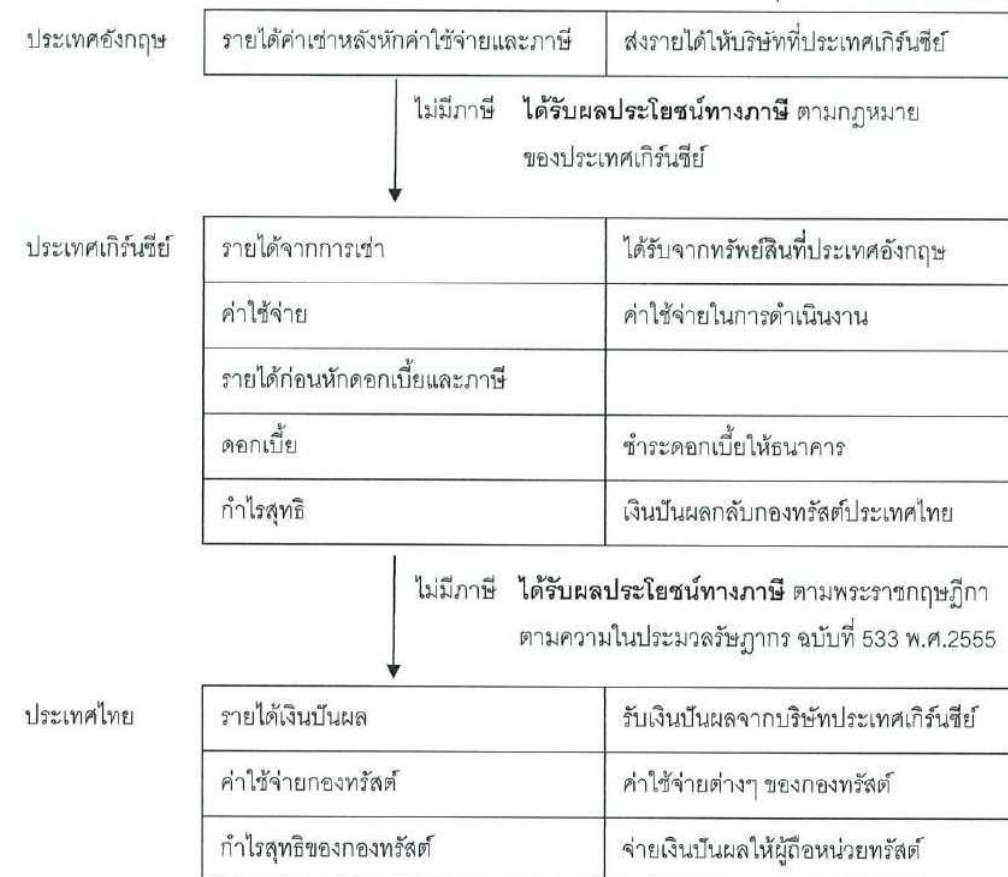 ประเทศอังกฤษ รายได้ค่าเช่าหลังหักค่าใช้จ่ายและภาษี ส่งรายได้ให้บริษัทที่ประเทศเกิร์นซีย์
ไม่มีภาษี ได้รับผลประโยชน์ทางภาษี ตามกฎหมาย
ของประเทศเกิร์นซีย์
ประเทศเกิร์นซีย์ รายได้จากการเช่า ได้รับจากทรัพย์สินที่ประเทศอังกฤษ
ค่าใช้จ่าย ค่าใช้จ่ายในการดำเนินงาน
รายได้ก่อนหักดอกเบี้ยและภาษี
ดอกเบี้ย ชำระดอกเบี้ยให้ธนาคาร
กำไรสุทธิ เงินปันผลกลับกองทรัสต์ประเทศไทย
ไม่มีภาษี ได้รับผลประโยชน์ทางภาษี ตามพระราชกฤษฎีกา
ตามความในประมวลรัษฎากร ฉบับที่ 533 พ.ศ.2555
ประเทศไทย รายได้เงินปันผล รับเงินปันผลจากบริษัทประเทศเกิร์นซีย์
ค่าใช้จ่ายกองทรัสต์ ค่าใช้จ่ายต่างๆ ของกองทรัสต์
กำไรสุทธิของกองทรัสต์ จ่ายเงินปันผลให้ผู้ถือหน่วยทรัสต์